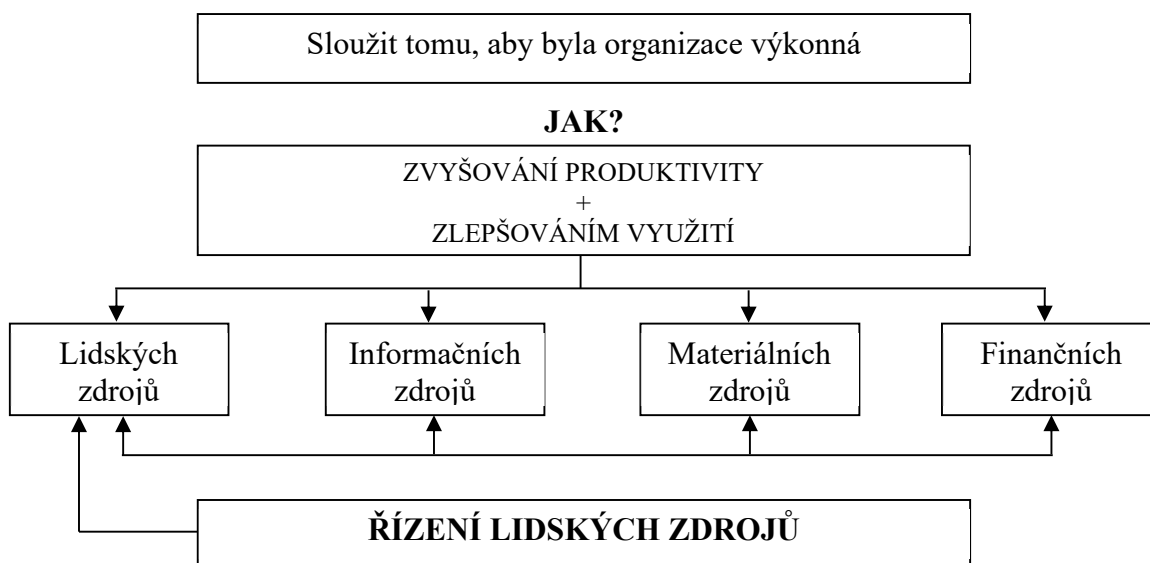 Sloužit tomu, aby byla organizace výkonná
JAK?
ZVYŠOVÁNÍ PRODUKTIVITY
+
ZLEPŠOVÁNÍM VYUŽITÍ
Lidských
zdrojů
Informačních
zdrojů
Materiálních
zdrojů
Finančních
zdrojů
ŘÍZENÍ LIDSKÝCH ZDROJŮ